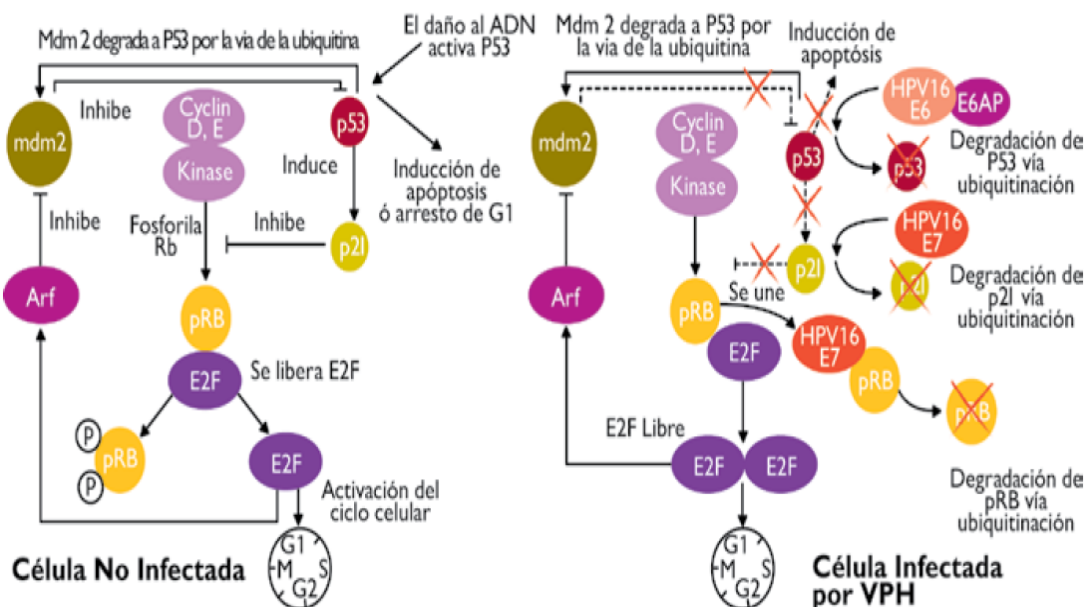 Mdm 2 degrada a P53 por la via de la ubiquitina
El daño al ADN
activa P53
Inhibe
mdm2
Cyclin
D, E
Kinase
p53
Induce
Inducción de
apóptosis
ó arresto de G1
Inhibe
Fosforila
Rb
Inhibe
p21
Arf
pRB
E2F
Se libera E2F
P
P
pRB
E2F
Activación del
ciclo celular
G1
M
S
G2
Célula No Infectada
Mdm 2 degrada a P53 por
la via de la ubiquitina
Inducción de
apoptósis
HPV16
E6
E6AP
mdm2
Cyclin
D, E
Kinase
p53
p53
Degradación de
P53 vía
ubiquitinación
HPV16
E7
p21
p21
Degradación de
p21 vía
ubiquitinación
Se une
Arf
pRB
E2F
HPV16
E7
pRB
pRB
E2F Libre
E2F
E2F
Degradación de
pRB vía
ubiquitinación
G1
M
S
G2
Célula Infectada
por VPH